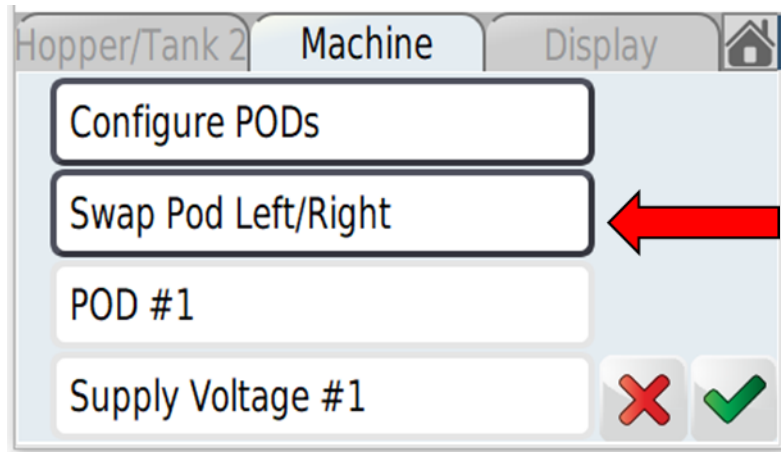 Hopper/Tank 2 Machine Display
Configure PODs
Swap Pod Left/Right
POD #1
Supply Voltage #1